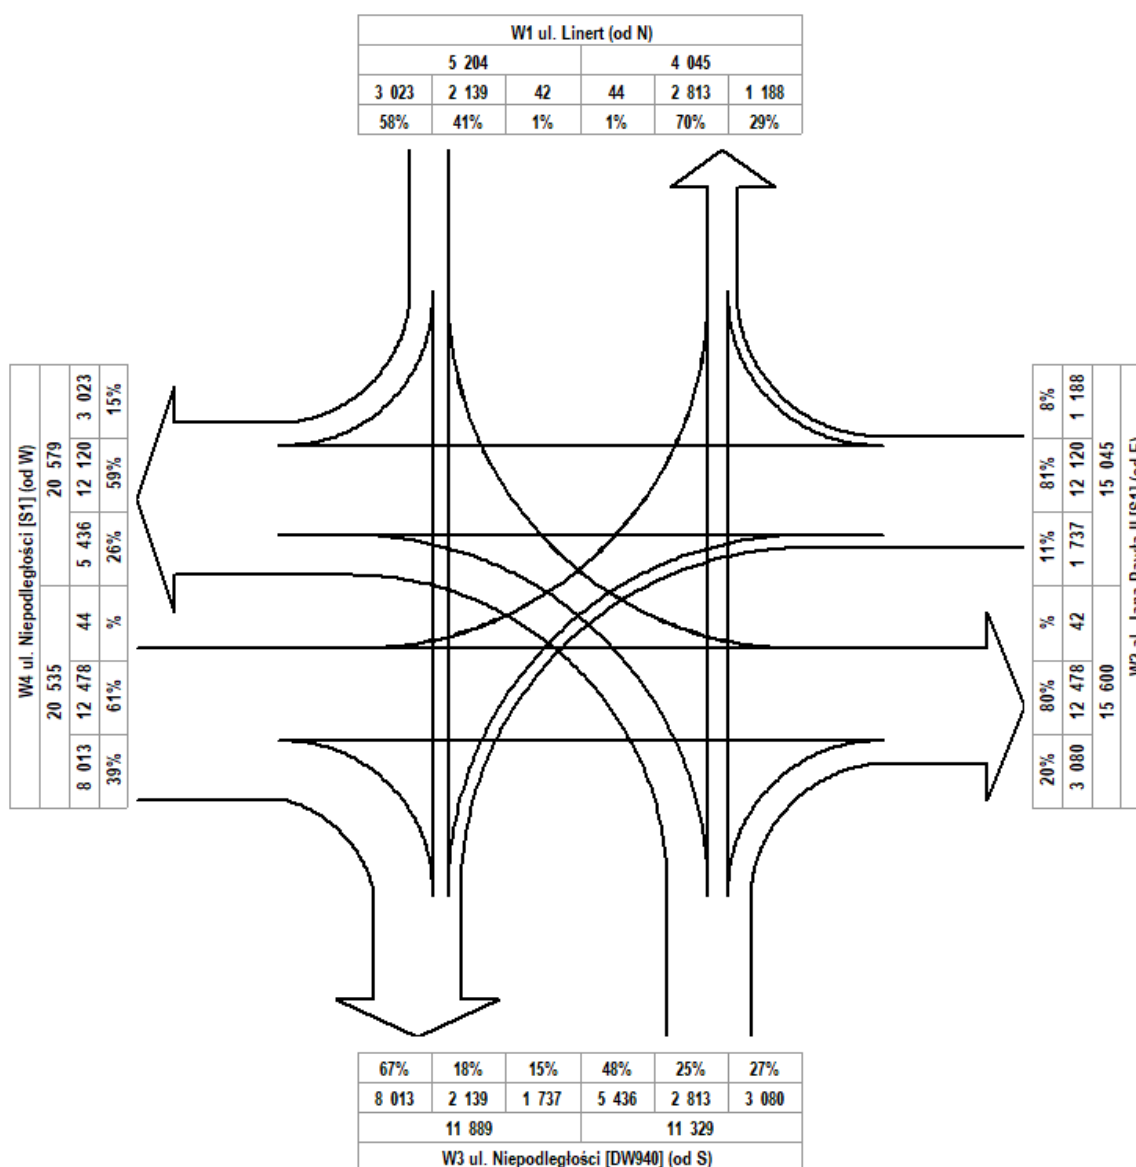 W1 ul. Linert (od N)
5 204 4 045
3 023 2 139 42 44 2 813 1 188
58% 41% 1% 1% 70% 29%
W4 ul. Niepodległości [S1] (od W)
20 535 20 579
8 013 12 478 44 5 436 12 120 3 023
39% 61% % 26% 59% 15%
20% 80% % 11% 81% 8%
3 080 12 478 42 1 737 12 120 1 188
15 600 15 045
67% 18% 15% 48% 25% 27%
8 013 2 139 1 737 5 436 2 813 3 080
11 889 11 329
W3 ul. Niepodległości [DW940] (od S)